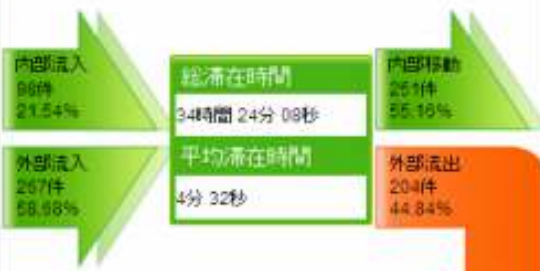 内部流入
98件
21.54%
外部流入
267件
58.68%
総滞在時間
34時間 24分 08秒
平均滞在時間
4分 32秒
内部移動
251件
55.16%
外部流出
204件
44.84%